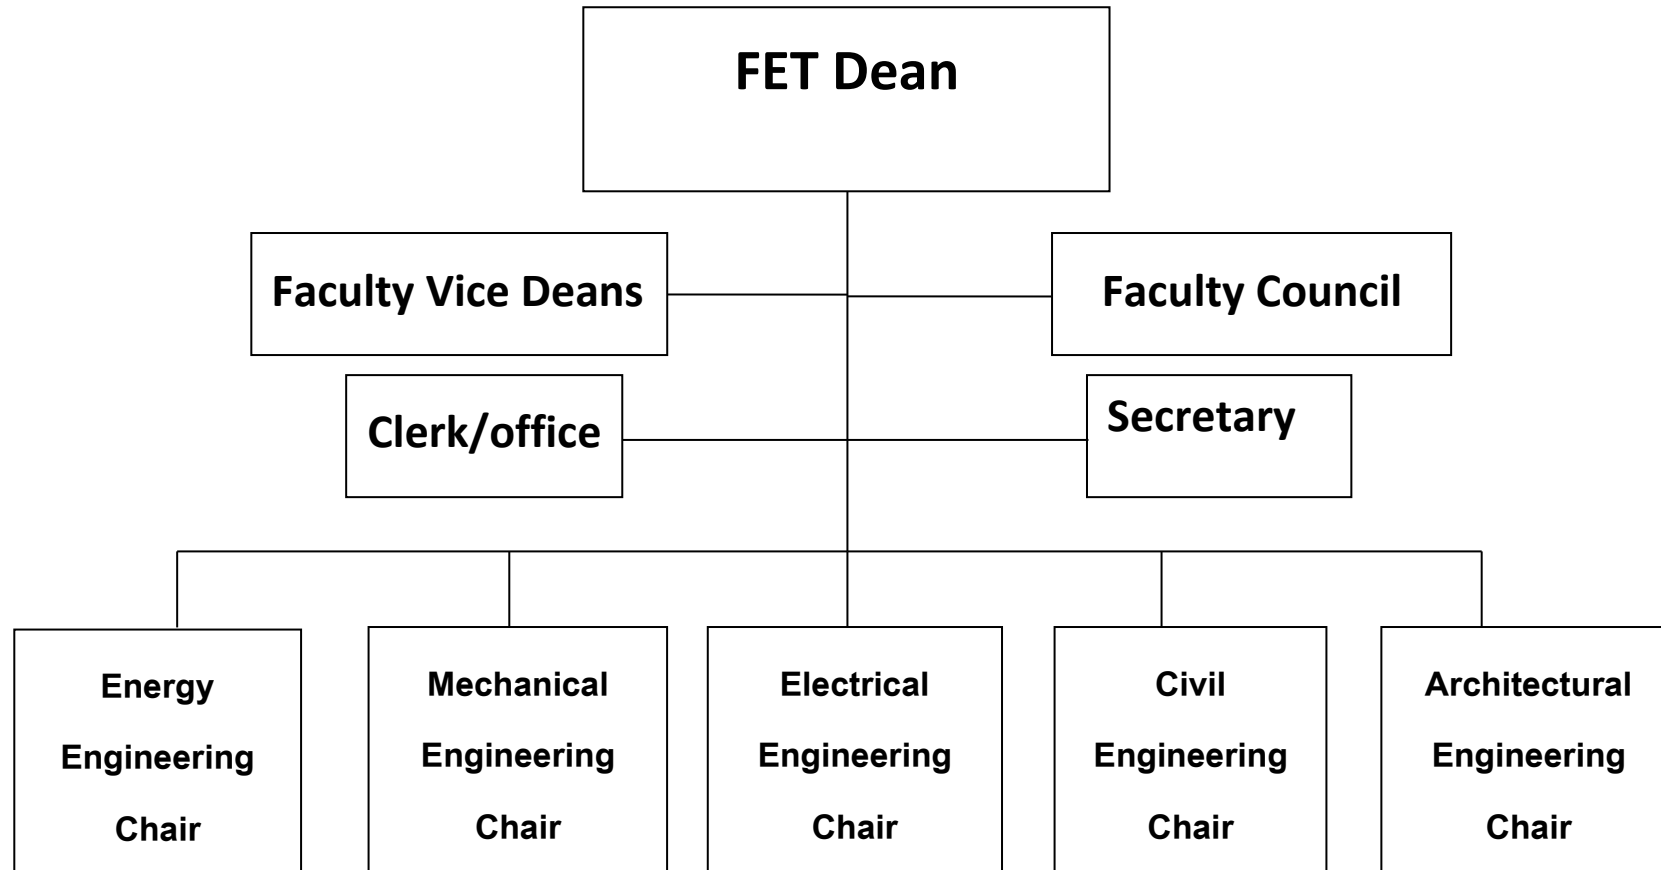 FET Dean
Faculty Vice Deans
Faculty Council
Clerk/office
Secretary
Energy
Engineering
Chair
Mechanical
Engineering
Chair
Electrical
Engineering
Chair
Civil
Engineering
Chair
Architectural
Engineering
Chair